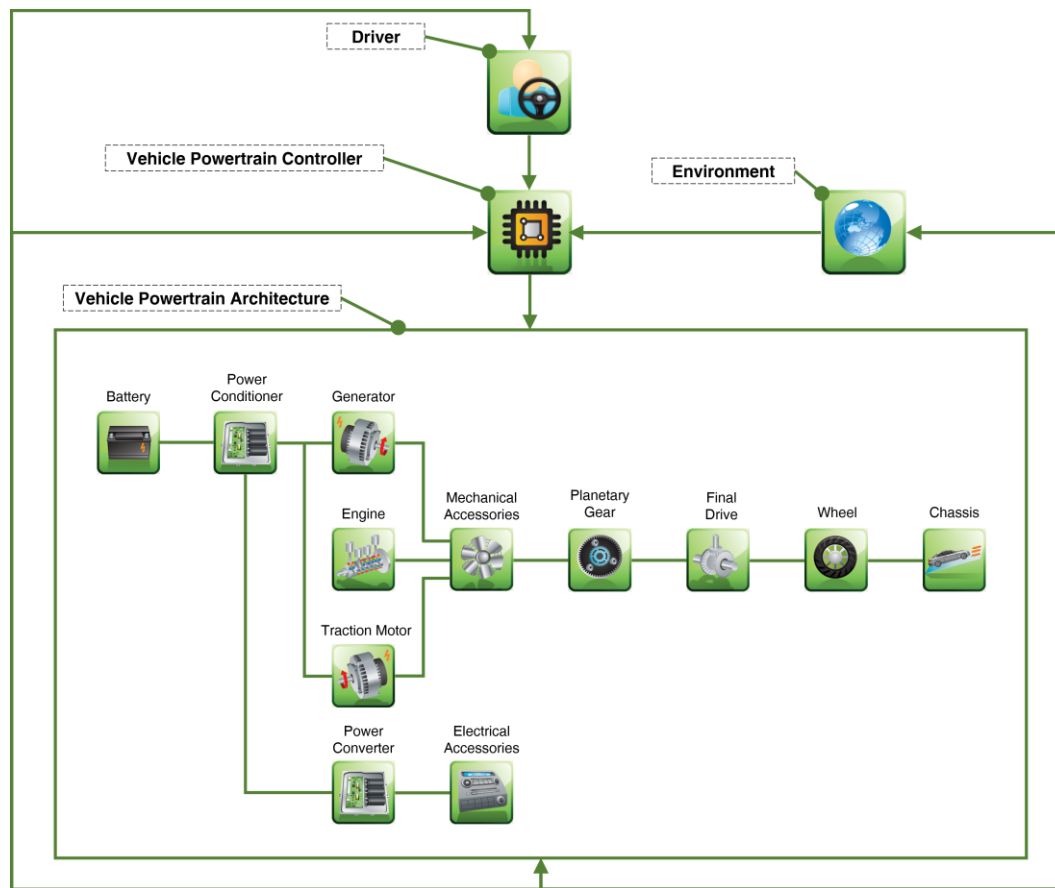 Driver
Vehicle Powertrain Controller
Environment
Vehicle Powertrain Architecture
Battery
Power
Conditioner
Generator
Engine
Mechanical
Accessories
Planetary
Gear
Final
Drive
Wheel
Chassis
Traction Motor
Power
Converter
Electrical
Accessories